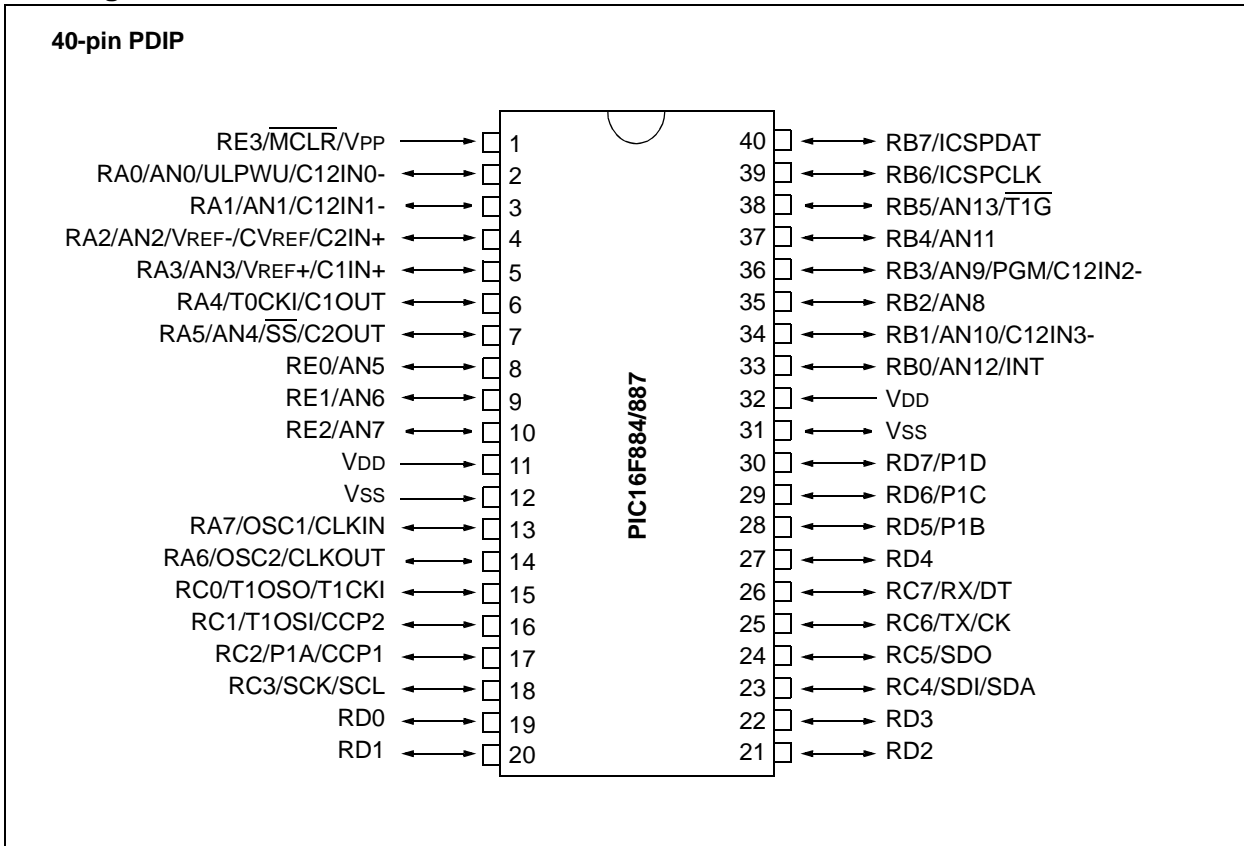 40-pin PDIP
RE3/MCLR/VPP 1
RA0/AN0/ULPWU/C12IN0- 2
RA1/AN1/C12IN1- 3
RA2/AN2/VREF-/CVREF/C2IN+ 4
RA3/AN3/VREF+/C1IN+ 5
RA4/T0CKI/C1OUT 6
RA5/AN4/SS/C2OUT 7
RE0/AN5 8
RE1/AN6 9
RE2/AN7 10
VDD 11
VSS 12
RA7/OSC1/CLKIN 13
RA6/OSC2/CLKOUT 14
RC0/T1OSO/T1CKI 15
RC1/T1OSI/CCP2 16
RC2/P1A/CCP1 17
RC3/SCK/SCL 18
RD0 19
RD1 20
PIC16F884/887
40 RB7/ICSPDAT
39 RB6/ICSPCLK
38 RB5/AN13/T1G
37 RB4/AN11
36 RB3/AN9/PGM/C12IN2-
35 RB2/AN8
34 RB1/AN10/C12IN3-
33 RB0/AN12/INT
32 VDD
31 VSS
30 RD7/P1D
29 RD6/P1C
28 RD5/P1B
27 RD4
26 RC7/RX/DT
25 RC6/TX/CK
24 RC5/SDO
23 RC4/SDI/SDA
22 RD3
21 RD2